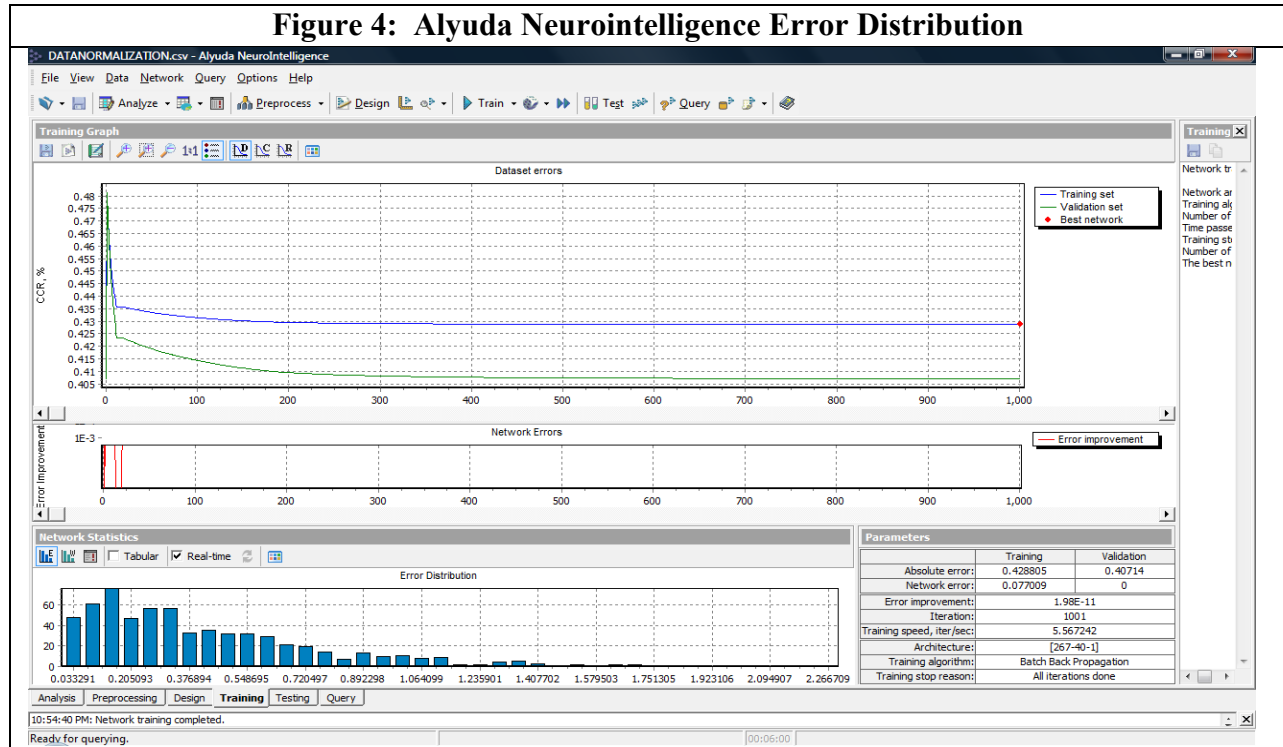 Figure 4: Alyuda Neurointelligence Error Distribution
DATANORMALIZATION.csv - Alyuda NeuroIntelligence
File View Data Network Query Options Help
Analyze Preprocess Design Train Test Query
Training Graph
Training
1:1 D C R
Dataset errors
CCR, %
0.48
0.475
0.47
0.465
0.46
0.455
0.45
0.445
0.44
0.435
0.43
0.425
0.42
0.415
0.41
0.405
0 100 200 300 400 500 600 700 800 900 1,000
Training set
Validation set
Best network
Network tr
Network ar
Training alg
Number of
Time passe
Training sto
Number of
The best n
Network Errors
Error Improvement
1E-3
0 100 200 300 400 500 600 700 800 900 1,000
Error improvement
Network Statistics
Tabular Real-time
Error Distribution
60
40
20
0
0.033291 0.205093 0.376894 0.548695 0.720497 0.892298 1.064099 1.235901 1.407702 1.579503 1.751305 1.923106 2.094907 2.266709
Parameters
Training Validation
Absolute error: 0.428805 0.40714
Network error: 0.077009 0
Error improvement: 1.98E-11
Iteration: 1001
Training speed, iter/sec: 5.567242
Architecture: [267-40-1]
Training algorithm: Batch Back Propagation
Training stop reason: All iterations done
Analysis Preprocessing Design Training Testing Query
10:54:40 PM: Network training completed.
Ready for querying.
00:06:00